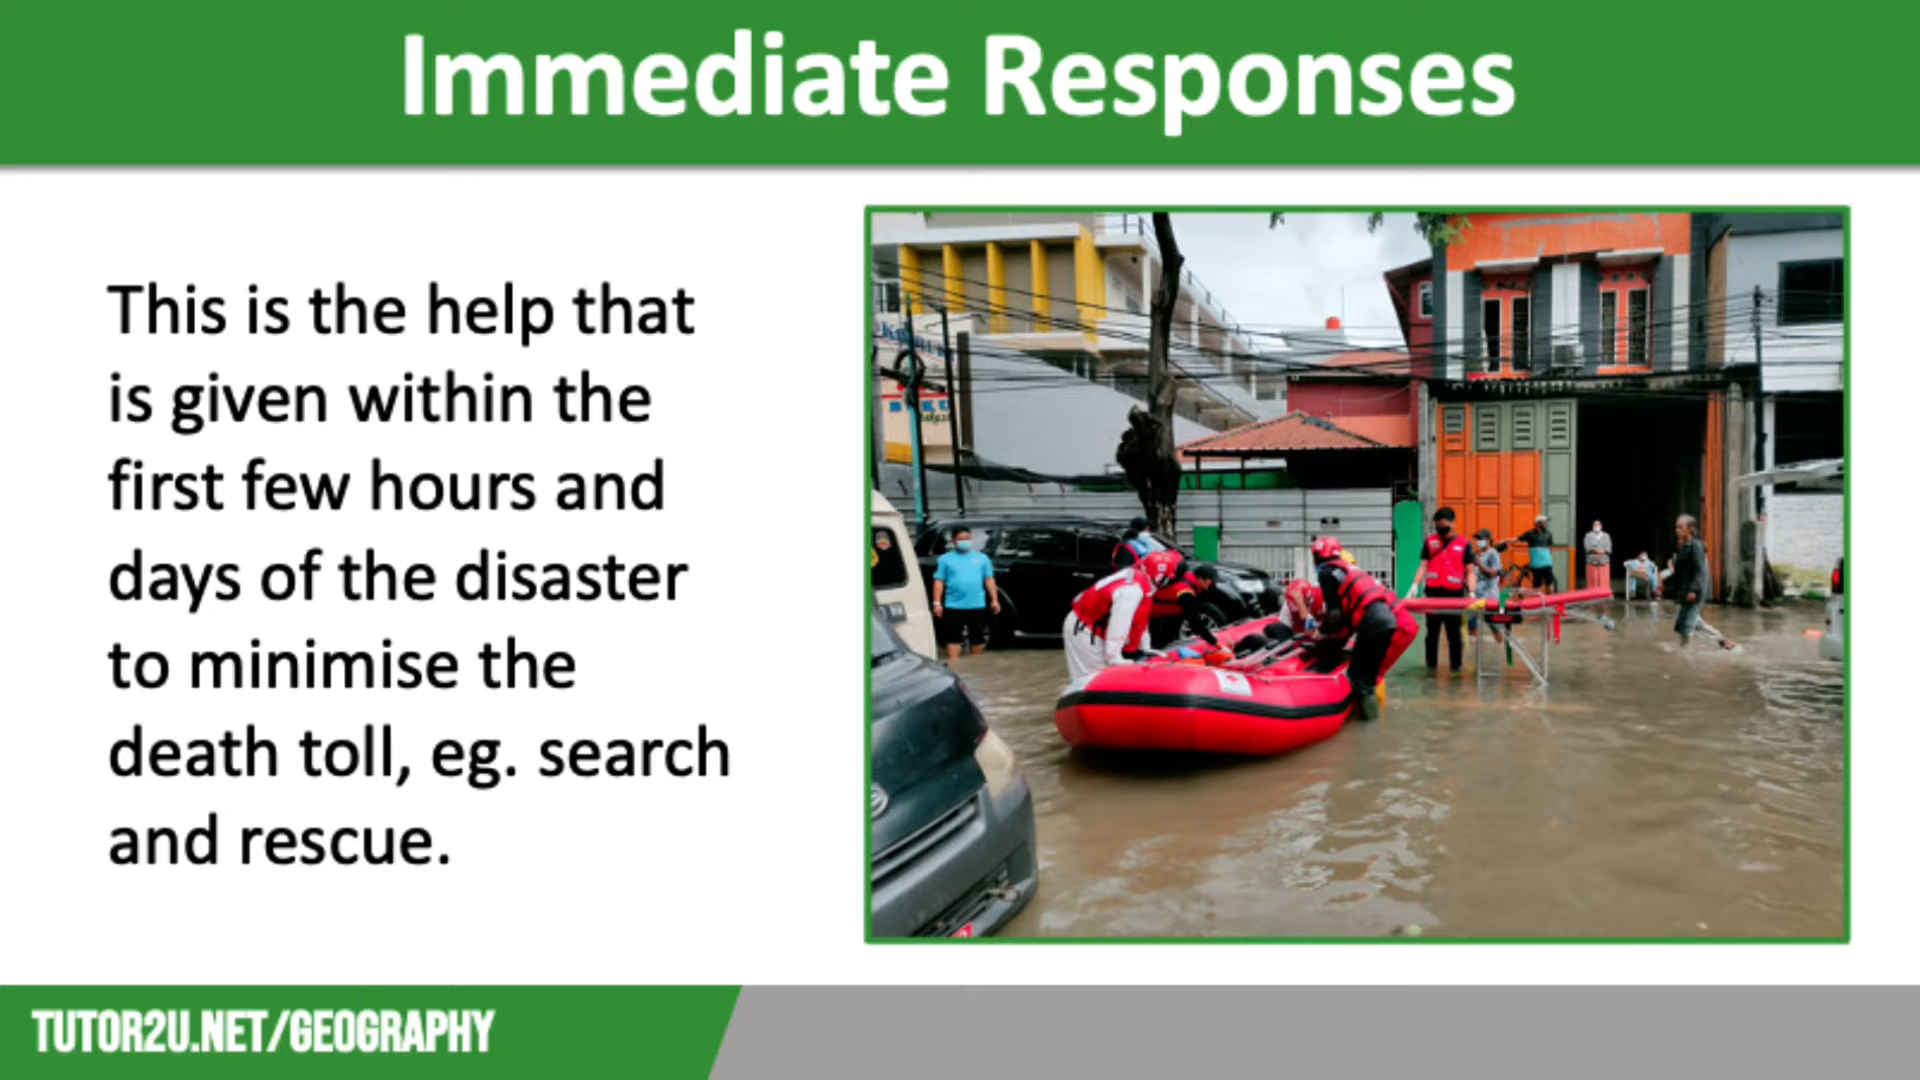 Immediate Responses
This is the help that
is given within the
first few hours and
days of the disaster
to minimise the
death toll, eg. search
and rescue.
TUTOR2U.NET/GEOGRAPHY